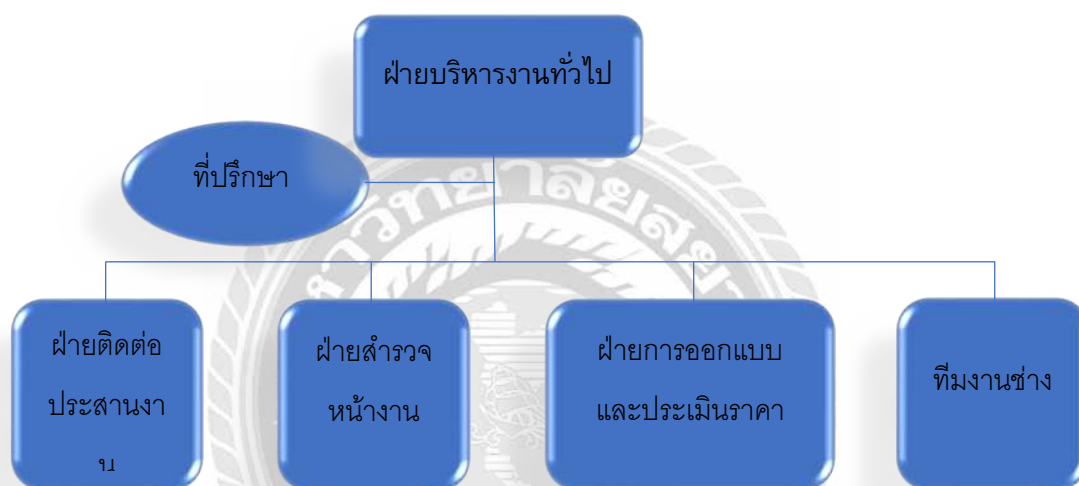 ฝ่ายบริหารงานทั่วไป
ที่ปรึกษา
ฝ่ายติดต่อ
ประสานงา
น
ฝ่ายสำรวจ
หน้างาน
ฝ่ายการออกแบบ
และประเมินราคา
ทีมงานช่าง